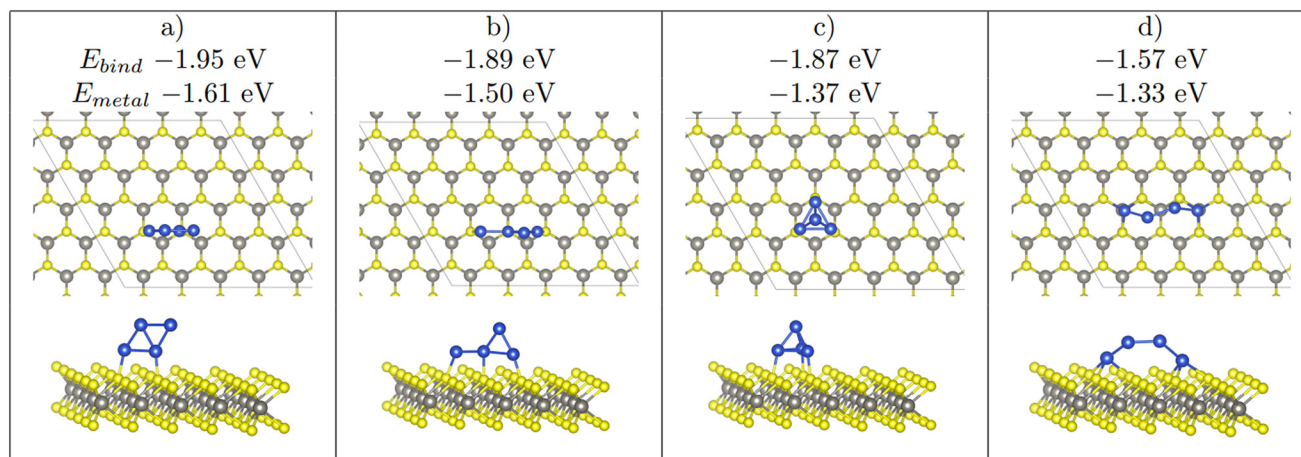 a) b) c) d)
E_bind −1.95 eV −1.89 eV −1.87 eV −1.57 eV
E_metal −1.61 eV −1.50 eV −1.37 eV −1.33 eV